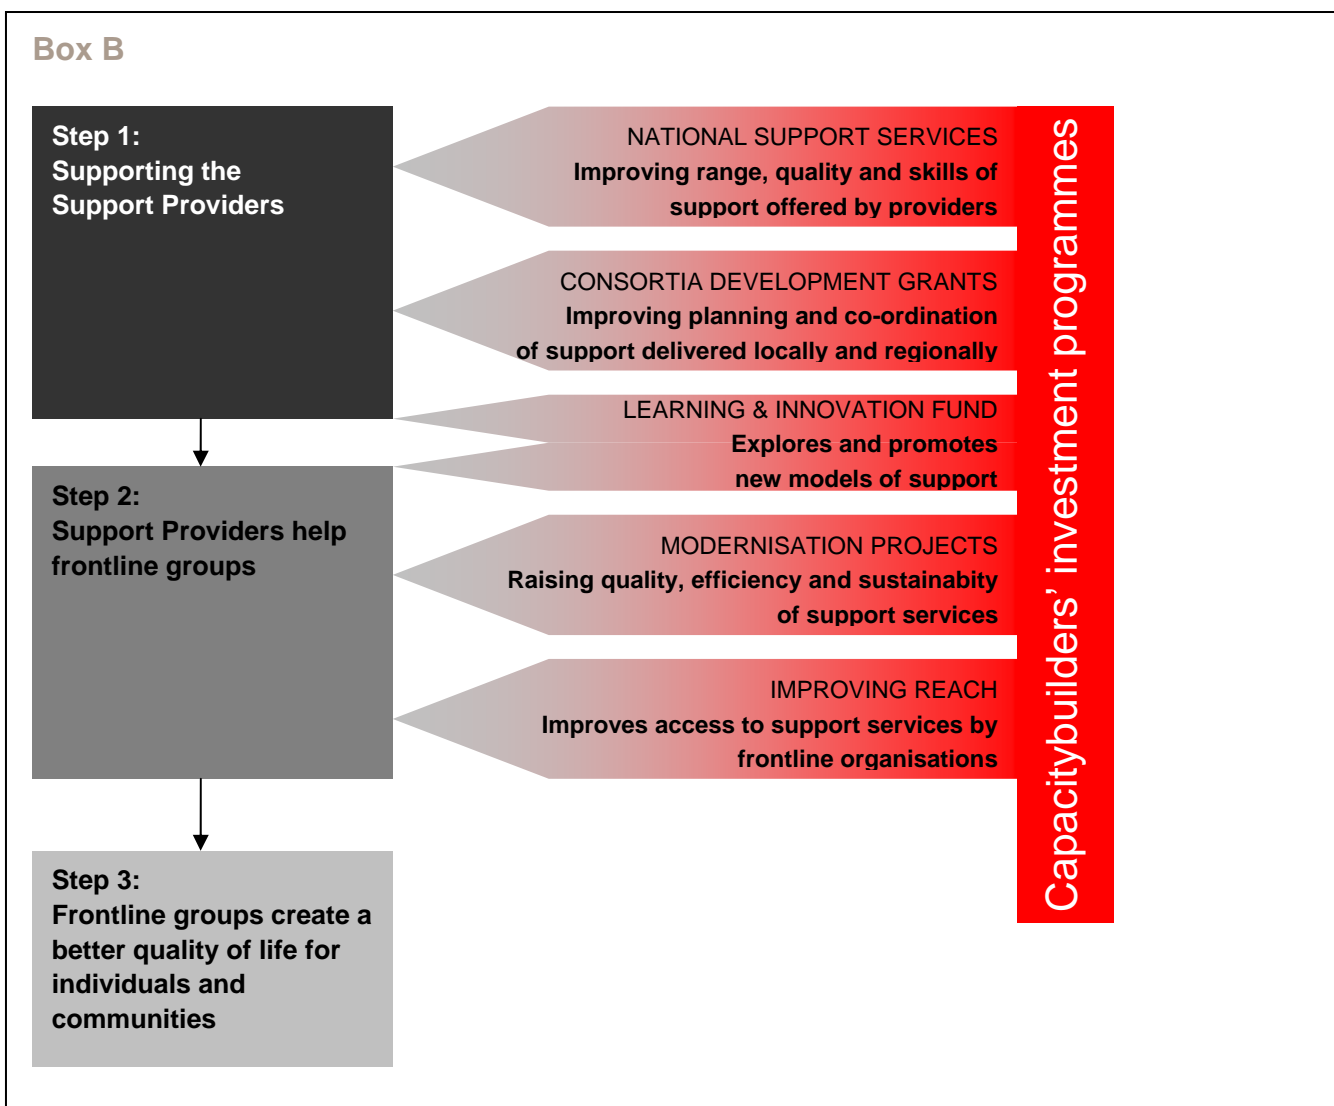 Box B
Step 1:
Supporting the
Support Providers
NATIONAL SUPPORT SERVICES
Improving range, quality and skills of
support offered by providers
CONSORTIA DEVELOPMENT GRANTS
Improving planning and co-ordination
of support delivered locally and regionally
LEARNING & INNOVATION FUND
Explores and promotes
new models of support
Step 2:
Support Providers help
frontline groups
MODERNISATION PROJECTS
Raising quality, efficiency and sustainabity
of support services
IMPROVING REACH
Improves access to support services by
frontline organisations
Step 3:
Frontline groups create a
better quality of life for
individuals and
communities
Capacitybuilders’ investment programmes